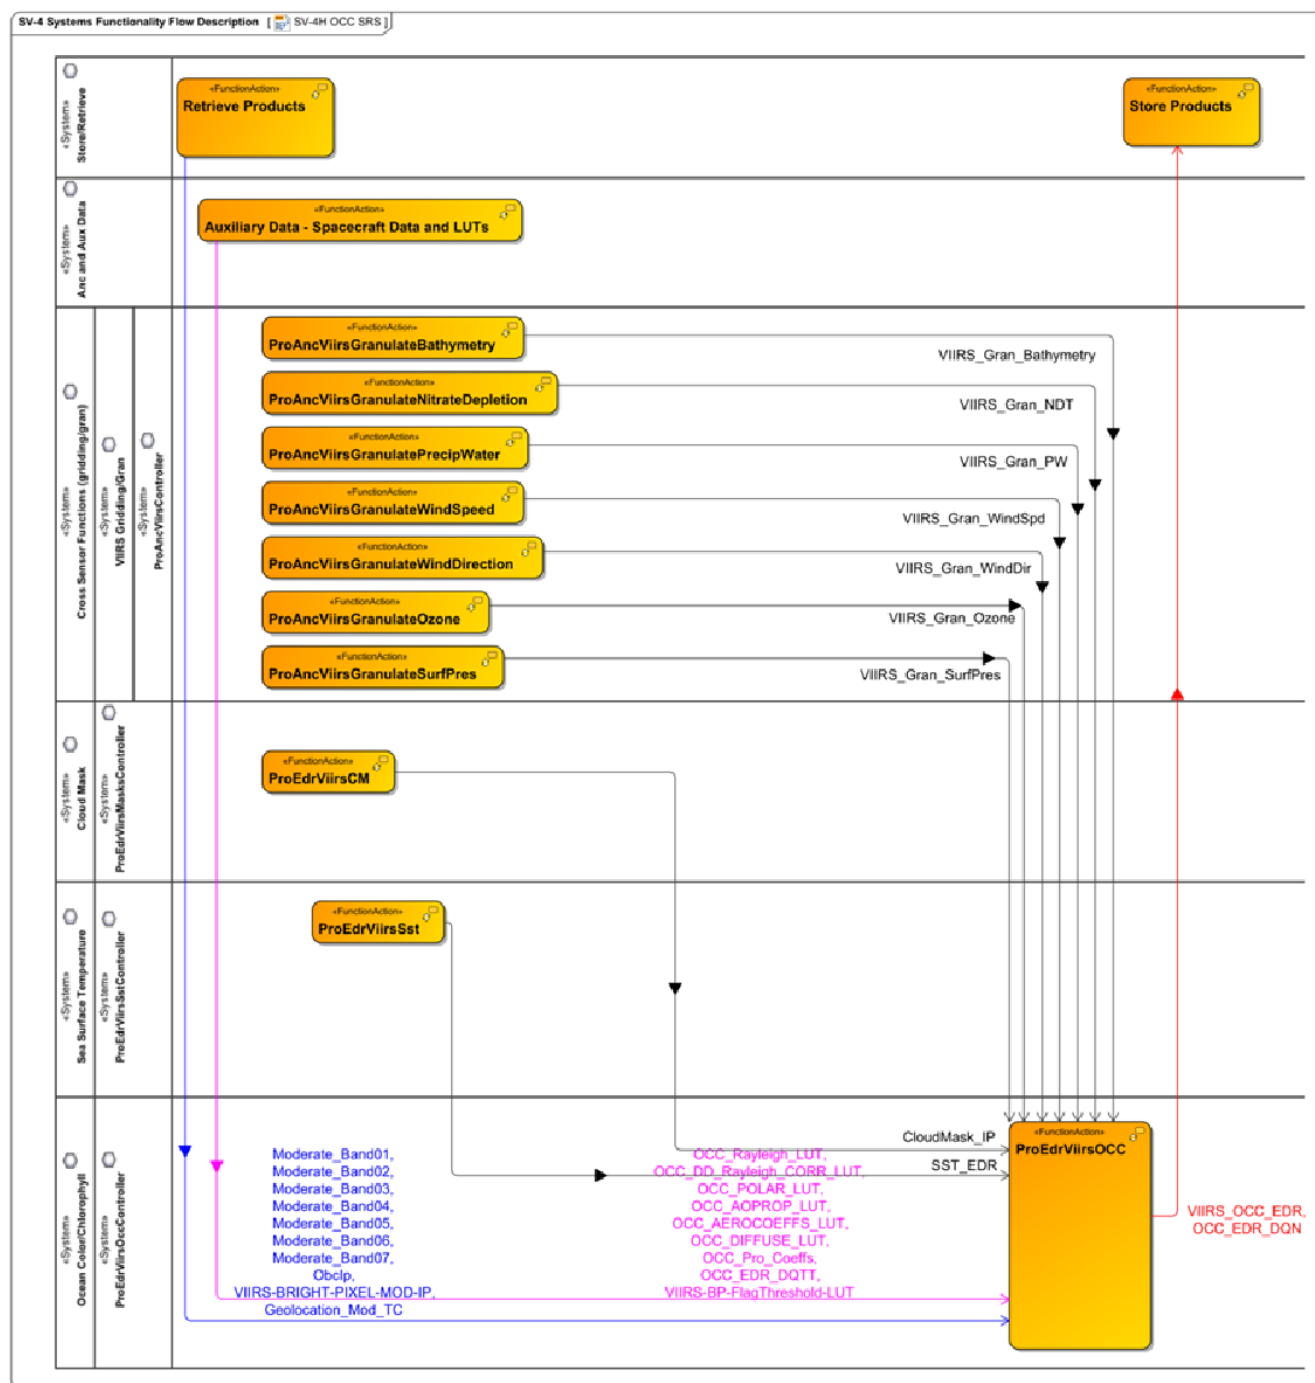 SV-4 Systems Functionality Flow Description [ SV-4H OCC SRS ]
«System»
Store/Retrieve
«FunctionAction»
Retrieve Products
«FunctionAction»
Store Products
«System»
Anc and Aux Data
«FunctionAction»
Auxiliary Data - Spacecraft Data and LUTs
«System»
Cross Sensor Functions (gridding/gran)
«System»
VIIRS Gridding/Gran
«System»
ProAncViirsController
«FunctionAction»
ProAncViirsGranulateBathymetry
VIIRS_Gran_Bathymetry
«FunctionAction»
ProAncViirsGranulateNitrateDepletion
VIIRS_Gran_NDT
«FunctionAction»
ProAncViirsGranulatePrecipWater
VIIRS_Gran_PW
«FunctionAction»
ProAncViirsGranulateWindSpeed
VIIRS_Gran_WindSpd
«FunctionAction»
ProAncViirsGranulateWindDirection
VIIRS_Gran_WindDir
«FunctionAction»
ProAncViirsGranulateOzone
VIIRS_Gran_Ozone
«FunctionAction»
ProAncViirsGranulateSurfPres
VIIRS_Gran_SurfPres
«System»
Cloud Mask
«System»
ProEdrViirsMasksController
«FunctionAction»
ProEdrViirsCM
«System»
Sea Surface Temperature
«System»
ProEdrViirsSstController
«FunctionAction»
ProEdrViirsSst
«System»
Ocean Color/Chlorophyll
«System»
ProEdrViirsOccController
Moderate_Band01,
Moderate_Band02,
Moderate_Band03,
Moderate_Band04,
Moderate_Band05,
Moderate_Band06,
Moderate_Band07,
ObcIp,
VIIRS-BRIGHT-PIXEL-MOD-IP,
Geolocation_Mod_TC
OCC_Rayleigh_LUT,
OCC_DD_Rayleigh_CORR_LUT,
OCC_POLAR_LUT,
OCC_AOPROP_LUT,
OCC_AEROCOEFFS_LUT,
OCC_DIFFUSE_LUT,
OCC_Pro_Coeffs,
OCC_EDR_DQTT,
VIIRS-BP-FlagThreshold-LUT
CloudMask_IP
SST_EDR
«FunctionAction»
ProEdrViirsOCC
VIIRS_OCC_EDR,
OCC_EDR_DQN